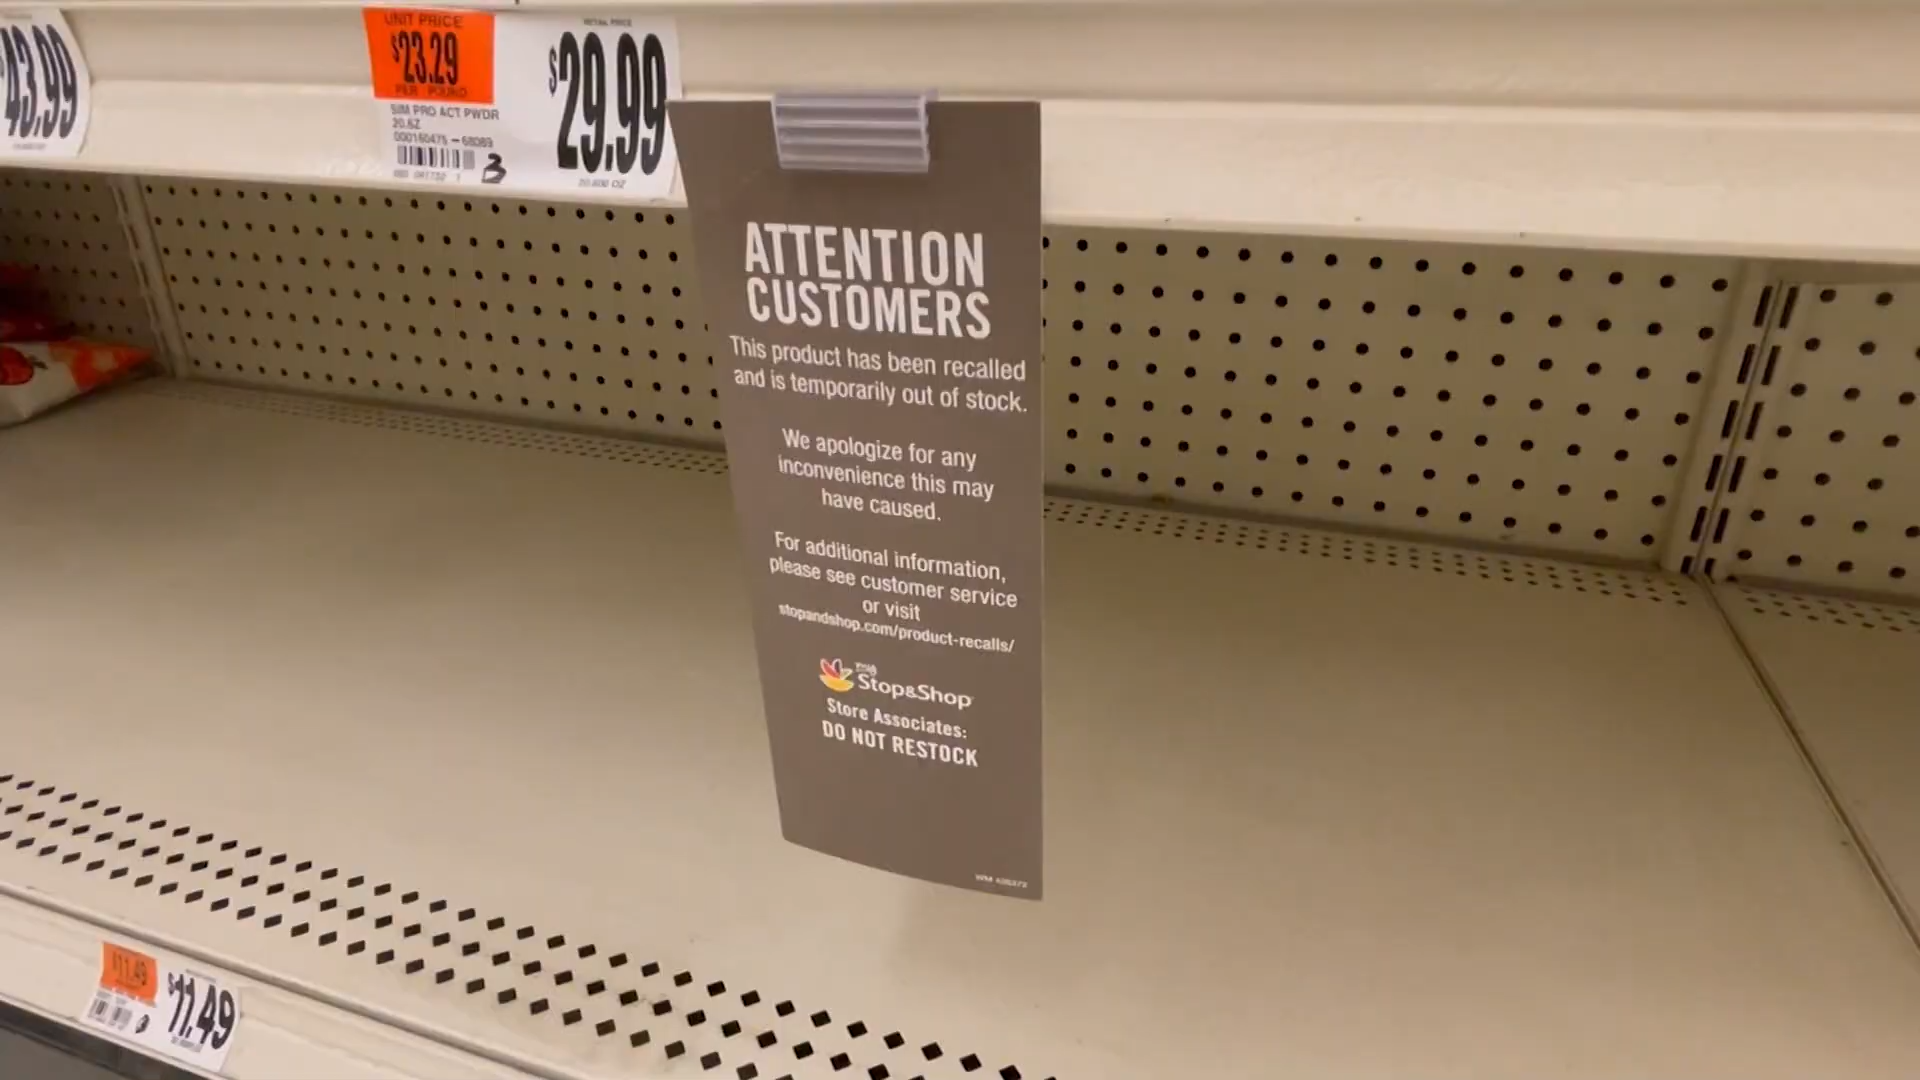 $43.99
UNIT PRICE
$23.29
PER POUND
SIM PRO ACT PWDR
20.6Z
RETAIL PRICE
$29.99
3
ATTENTION
CUSTOMERS
This product has been recalled
and is temporarily out of stock.
We apologize for any
inconvenience this may
have caused.
For additional information,
please see customer service
or visit
stopandshop.com/product-recalls/
Stop&Shop
Store Associates:
DO NOT RESTOCK
$11.49
$11.49